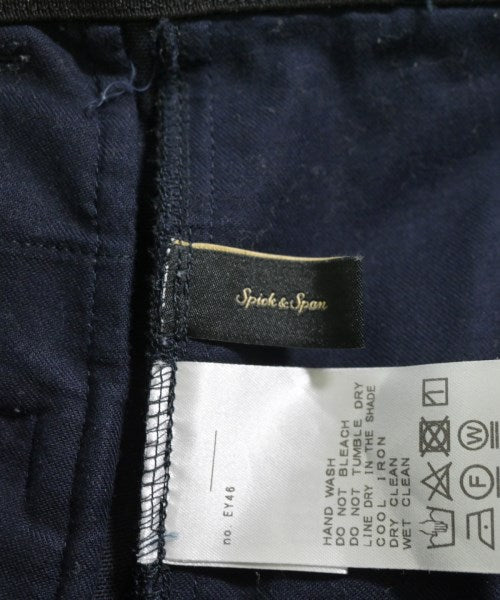 Spick & Span
HAND WASH
DO NOT BLEACH
DO NOT TUMBLE DRY
LINE DRY IN THE SHADE
COOL IRON
DRY CLEAN
WET CLEAN
F
W
no. EY46